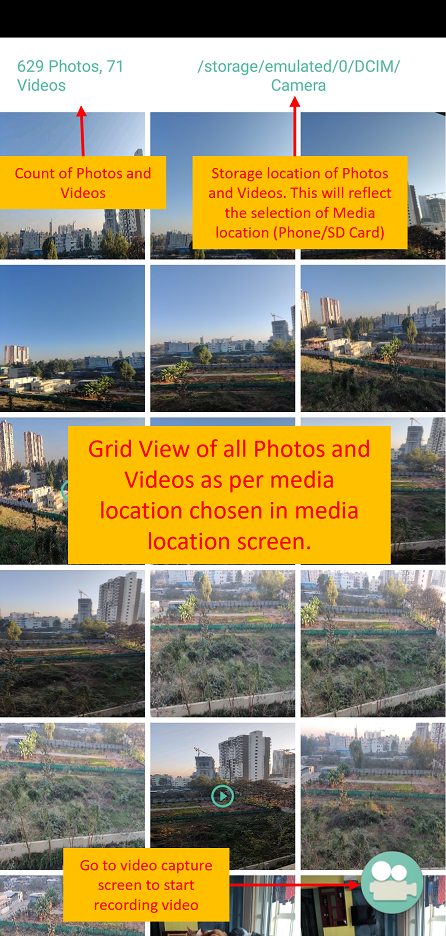 629 Photos, 71
Videos
/storage/emulated/0/DCIM/
Camera
Count of Photos and
Videos
Storage location of Photos
and Videos. This will reflect
the selection of Media
location (Phone/SD Card)
Grid View of all Photos and
Videos as per media
location chosen in media
location screen.
Go to video capture
screen to start
recording video